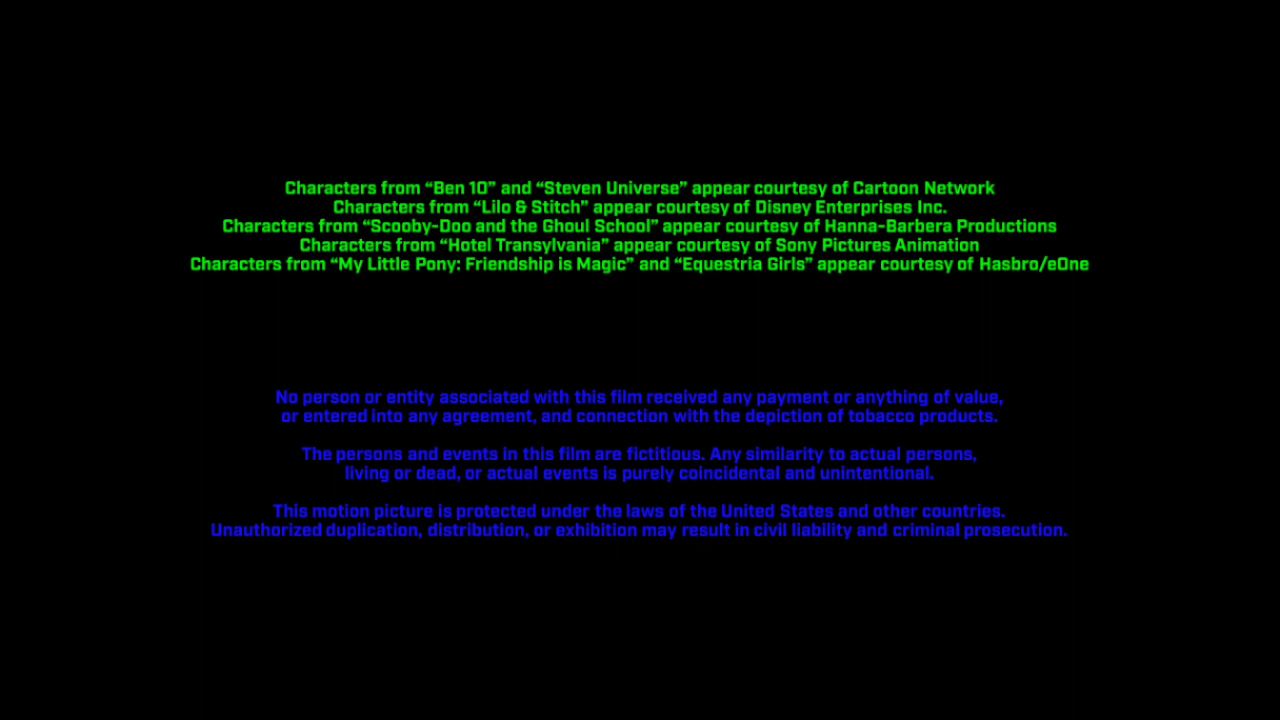 Characters from “Ben 10” and “Steven Universe” appear courtesy of Cartoon Network
Characters from “Lilo & Stitch” appear courtesy of Disney Enterprises Inc.
Characters from “Scooby-Doo and the Ghoul School” appear courtesy of Hanna-Barbera Productions
Characters from “Hotel Transylvania” appear courtesy of Sony Pictures Animation
Characters from “My Little Pony: Friendship is Magic” and “Equestria Girls” appear courtesy of Hasbro/eOne
No person or entity associated with this film received any payment or anything of value,
or entered into any agreement, and connection with the depiction of tobacco products.
The persons and events in this film are fictitious. Any similarity to actual persons,
living or dead, or actual events is purely coincidental and unintentional.
This motion picture is protected under the laws of the United States and other countries.
Unauthorized duplication, distribution, or exhibition may result in civil liability and criminal prosecution.